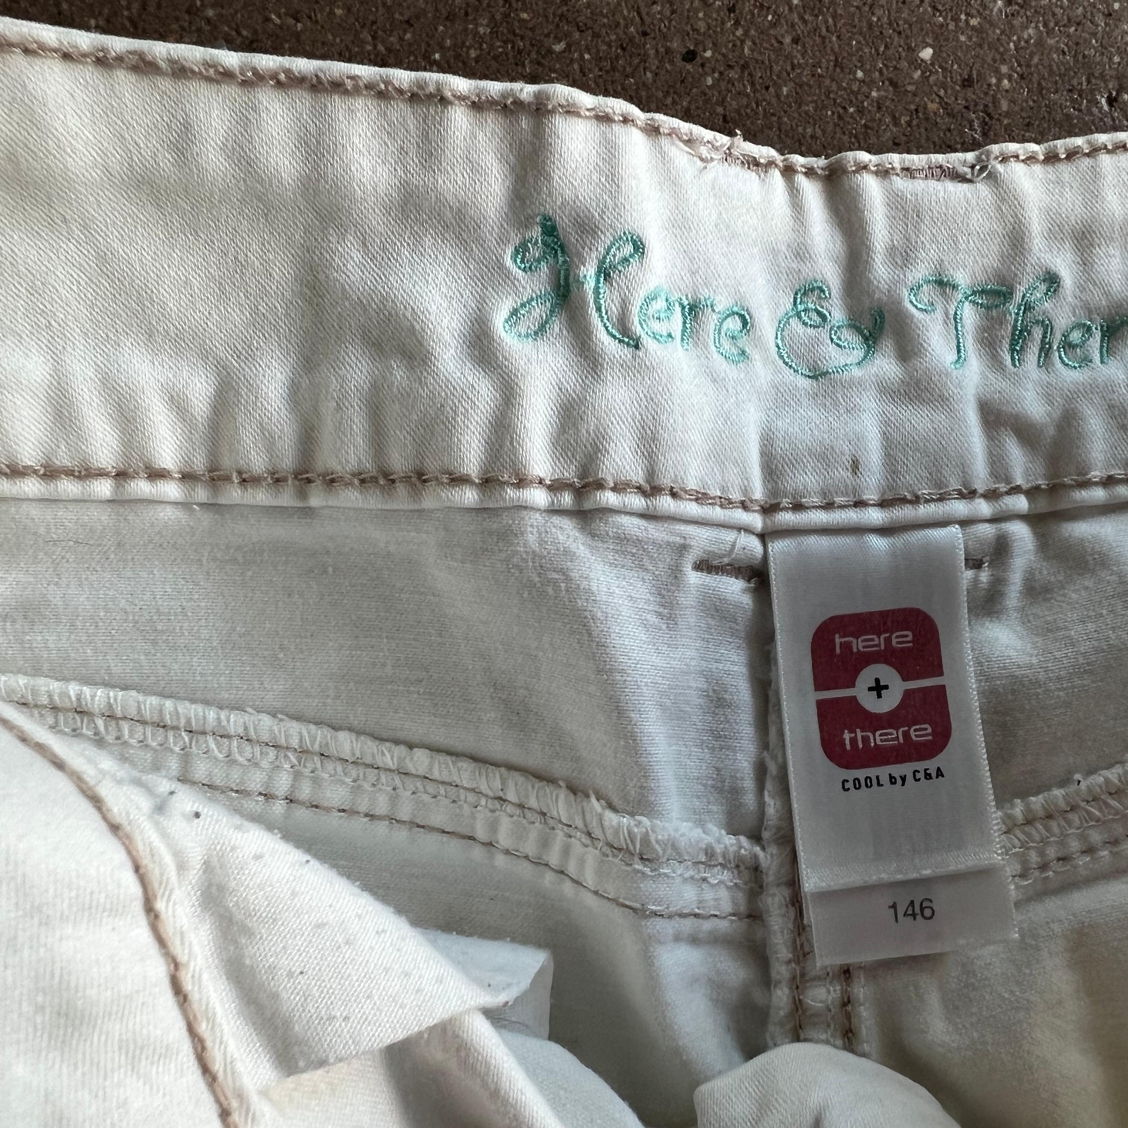 Here & Ther
here
+
there
COOL by C&A
146